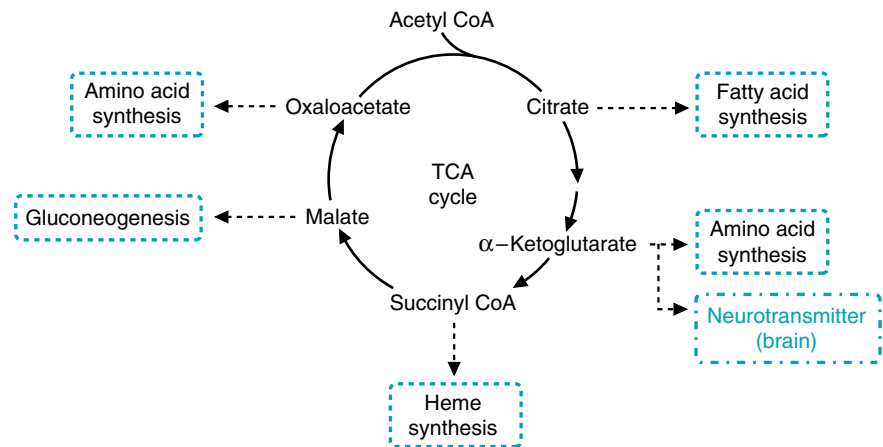 Acetyl CoA
Amino acid
synthesis
Oxaloacetate
Citrate
Fatty acid
synthesis
TCA
cycle
Gluconeogenesis
Malate
α–Ketoglutarate
Amino acid
synthesis
Succinyl CoA
Neurotransmitter
(brain)
Heme
synthesis